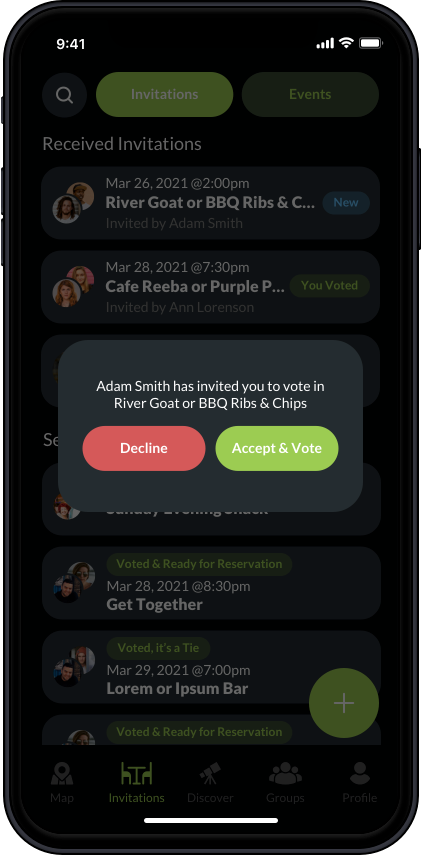 9:41
Invitations
Events
Received Invitations
Mar 26, 2021 @2:00pm
River Goat or BBQ Ribs & C...
New
Invited by Adam Smith
Mar 28, 2021 @7:30pm
Cafe Reeba or Purple P...
You Voted
Invited by Ann Lorenson
Adam Smith has invited you to vote in
River Goat or BBQ Ribs & Chips
Decline
Accept & Vote
Sunday Evening Snack
Voted & Ready for Reservation
Mar 28, 2021 @8:30pm
Get Together
Voted, it's a Tie
Mar 29, 2021 @7:00pm
Lorem or Ipsum Bar
Voted & Ready for Reservation
Map
Invitations
Discover
Groups
Profile